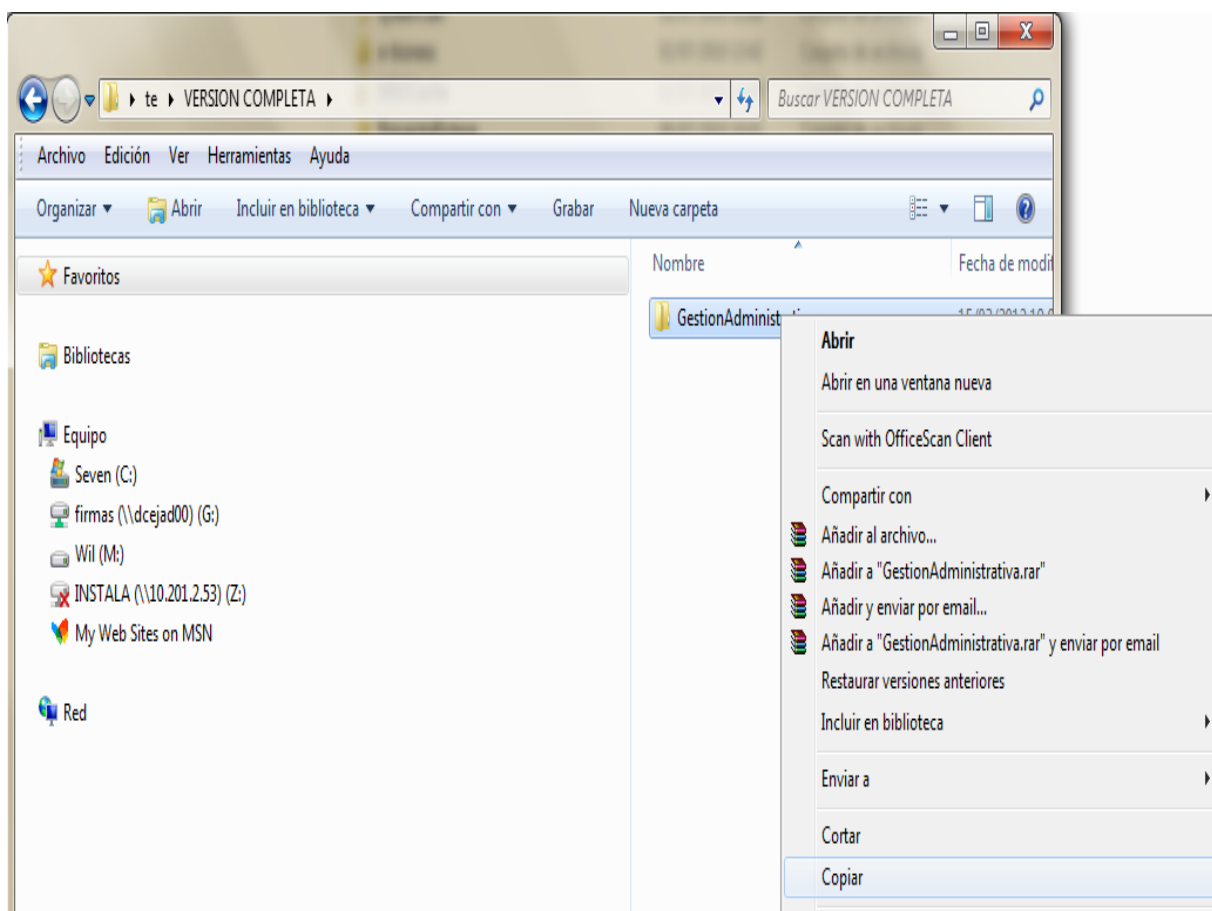 te VERSION COMPLETA
Buscar VERSION COMPLETA
Archivo Edición Ver Herramientas Ayuda
Organizar Abrir Incluir en biblioteca Compartir con Grabar Nueva carpeta
Favoritos
Bibliotecas
Equipo
Seven (C:)
firmas (\\dcejad00) (G:)
Wil (M:)
INSTALA (\\10.201.2.53) (Z:)
My Web Sites on MSN
Red
Nombre Fecha de modif
GestionAdminist
Abrir
Abrir en una ventana nueva
Scan with OfficeScan Client
Compartir con
Añadir al archivo...
Añadir a "GestionAdministrativa.rar"
Añadir y enviar por email...
Añadir a "GestionAdministrativa.rar" y enviar por email
Restaurar versiones anteriores
Incluir en biblioteca
Enviar a
Cortar
Copiar